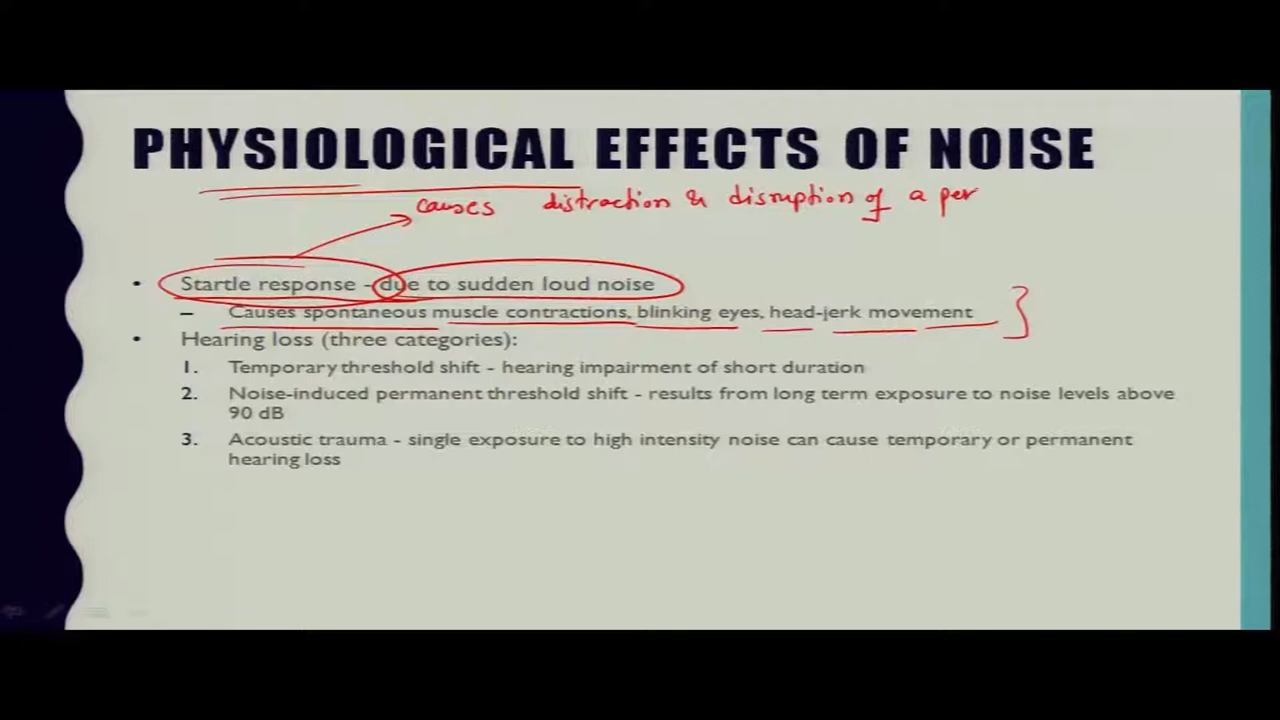 PHYSIOLOGICAL EFFECTS OF NOISE
causes distraction & disruption of a per
• Startle response - due to sudden loud noise
– Causes spontaneous muscle contractions, blinking eyes, head-jerk movement
• Hearing loss (three categories):
1. Temporary threshold shift - hearing impairment of short duration
2. Noise-induced permanent threshold shift - results from long term exposure to noise levels above
90 dB
3. Acoustic trauma - single exposure to high intensity noise can cause temporary or permanent
hearing loss